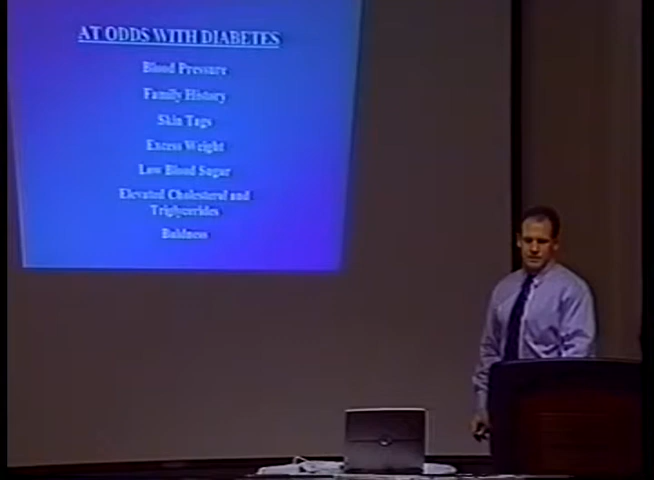 AT ODDS WITH DIABETES
Blood Pressure
Family History
Skin Tags
Excess Weight
Low Blood Sugar
Elevated Cholesterol and
Triglycerides
Baldness